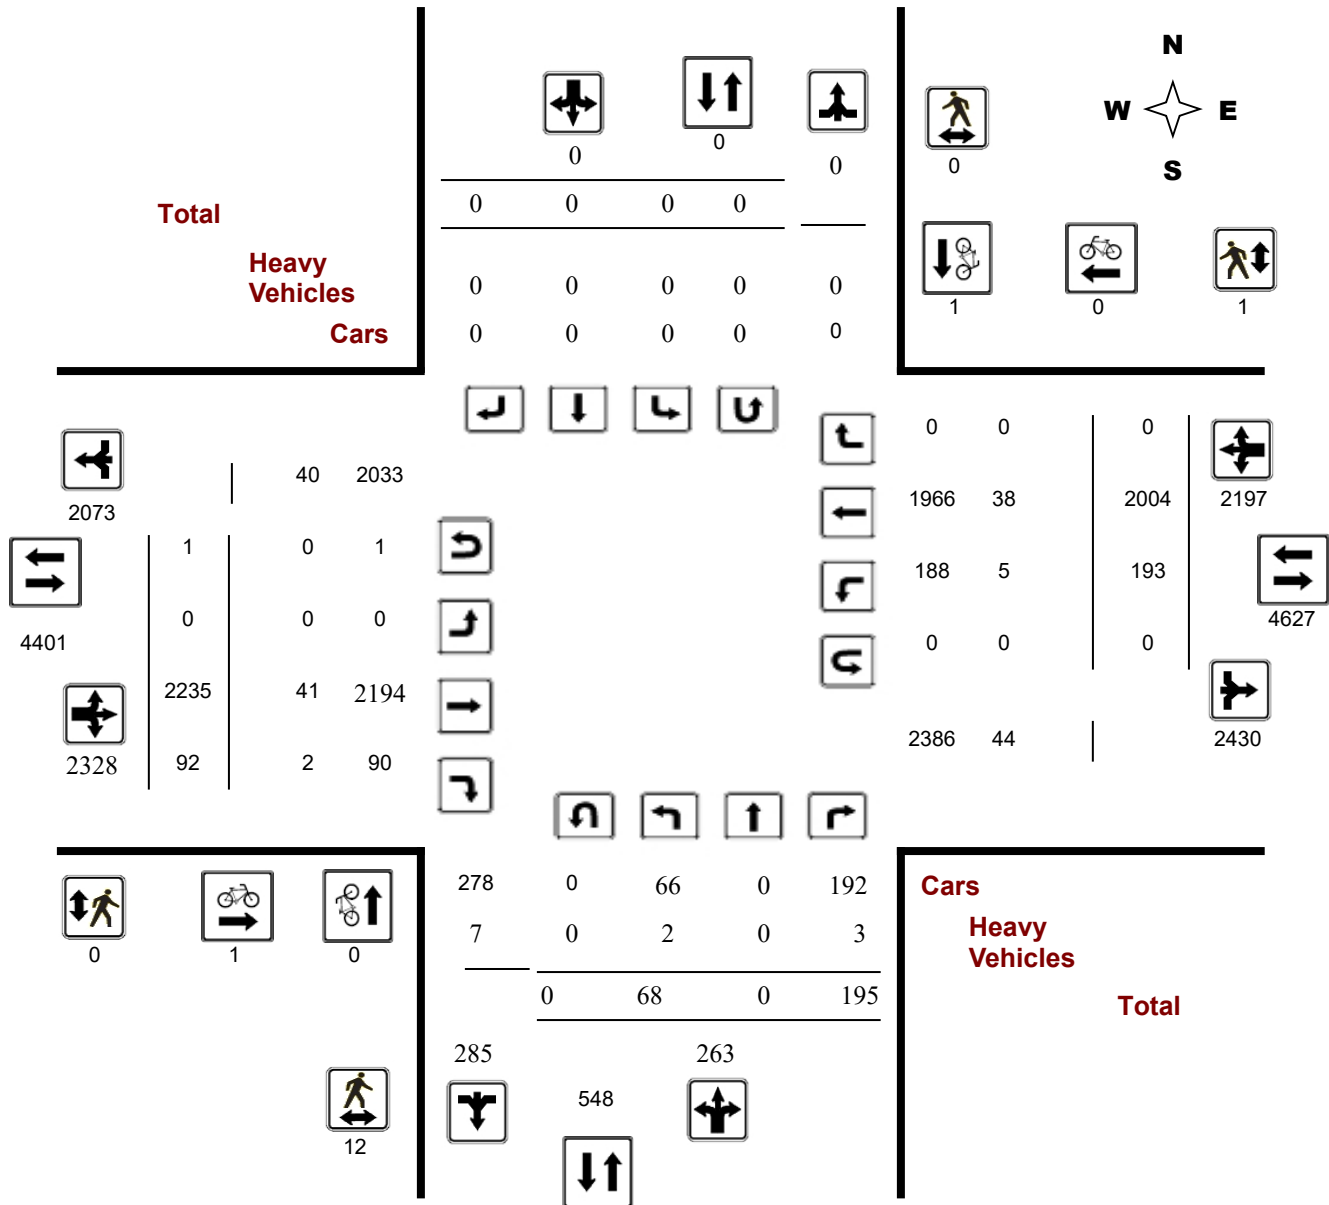 N
W E
S
0 0 0 0
Total 0 0 0 0
Heavy
Vehicles 0 0 0 0 0
Cars 0 0 0 0 0
1 0 1
2073
40 2033
1 0 1
0 0 0
4401
2235 41 2194
2328 92 2 90
0 0 0
1966 38 2004 2197
188 5 193
4627
0 0 0
2386 44 2430
278 0 66 0 192 Cars
7 0 2 0 3 Heavy
Vehicles
0 1 0
0 68 0 195 Total
285 263
548
12